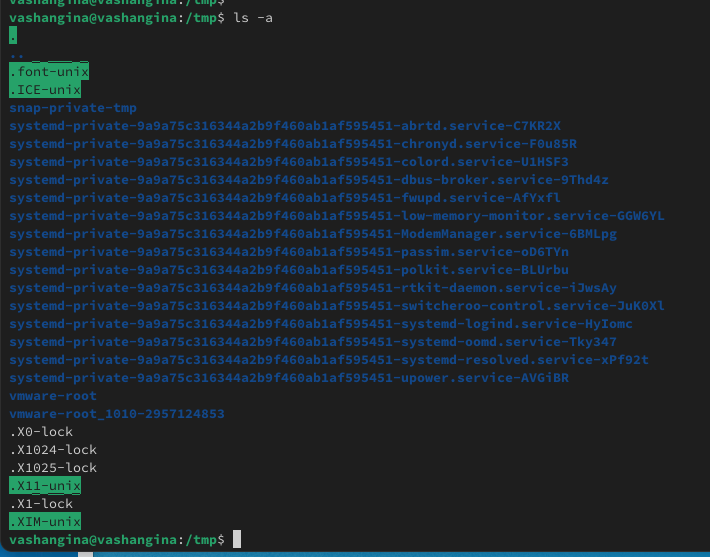 vashangina@vashangina:/tmp$
vashangina@vashangina:/tmp$ ls -a
.
..
.font-unix
.ICE-unix
snap-private-tmp
systemd-private-9a9a75c316344a2b9f460ab1af595451-abrtd.service-C7KR2X
systemd-private-9a9a75c316344a2b9f460ab1af595451-chronyd.service-F0u85R
systemd-private-9a9a75c316344a2b9f460ab1af595451-colord.service-U1HSF3
systemd-private-9a9a75c316344a2b9f460ab1af595451-dbus-broker.service-9Thd4z
systemd-private-9a9a75c316344a2b9f460ab1af595451-fwupd.service-AfYxfl
systemd-private-9a9a75c316344a2b9f460ab1af595451-low-memory-monitor.service-GGW6YL
systemd-private-9a9a75c316344a2b9f460ab1af595451-ModemManager.service-6BMLpg
systemd-private-9a9a75c316344a2b9f460ab1af595451-passim.service-oD6TYn
systemd-private-9a9a75c316344a2b9f460ab1af595451-polkit.service-BLUrbu
systemd-private-9a9a75c316344a2b9f460ab1af595451-rtkit-daemon.service-iJwsAy
systemd-private-9a9a75c316344a2b9f460ab1af595451-switcheroo-control.service-JuK0Xl
systemd-private-9a9a75c316344a2b9f460ab1af595451-systemd-logind.service-HyIomc
systemd-private-9a9a75c316344a2b9f460ab1af595451-systemd-oomd.service-Tky347
systemd-private-9a9a75c316344a2b9f460ab1af595451-systemd-resolved.service-xPf92t
systemd-private-9a9a75c316344a2b9f460ab1af595451-upower.service-AVGiBR
vmware-root
vmware-root_1010-2957124853
.X0-lock
.X1024-lock
.X1025-lock
.X11-unix
.X1-lock
.XIM-unix
vashangina@vashangina:/tmp$